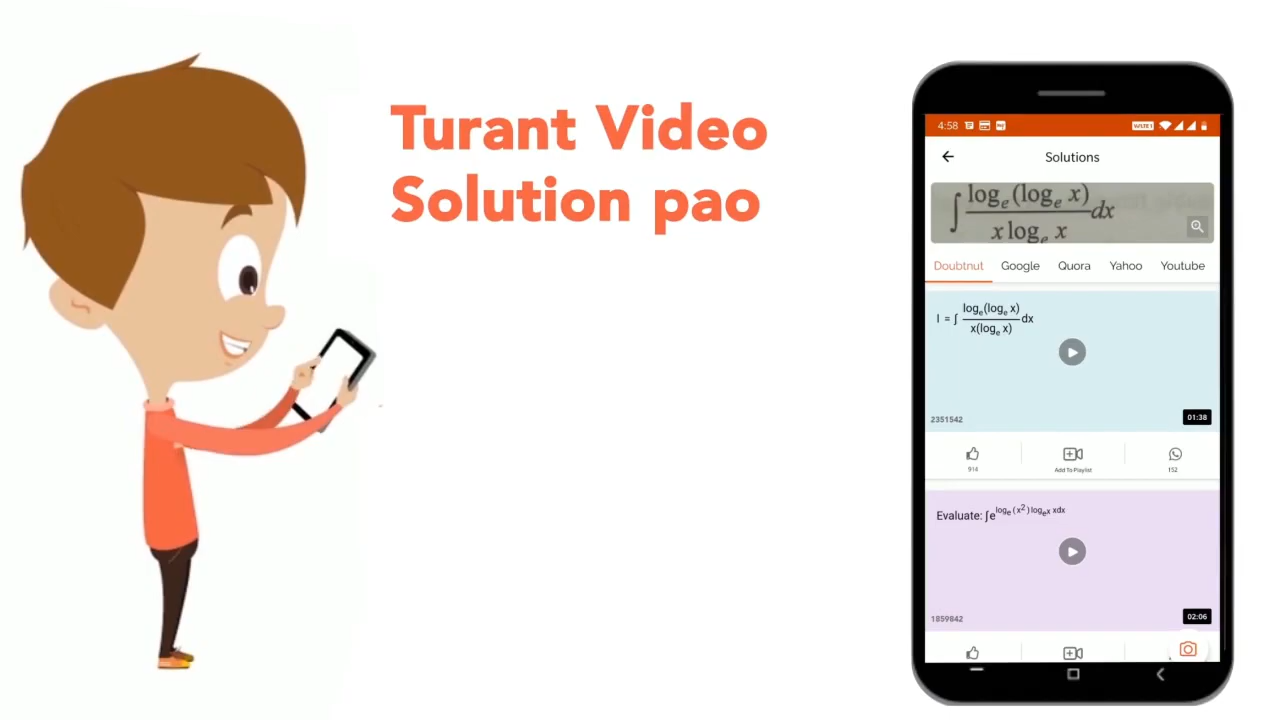 Turant Video
Solution pao
4:58
VoLTE1
Solutions
∫ logₑ(logₑ x) / x logₑ x dx
Doubtnut Google Quora Yahoo Youtube
I = ∫ logₑ(logₑ x) / x(logₑ x) dx
2351542 01:38
914 Add To Playlist 152
Evaluate: ∫e^logₑ(x²)logₑx xdx
1859842 02:06